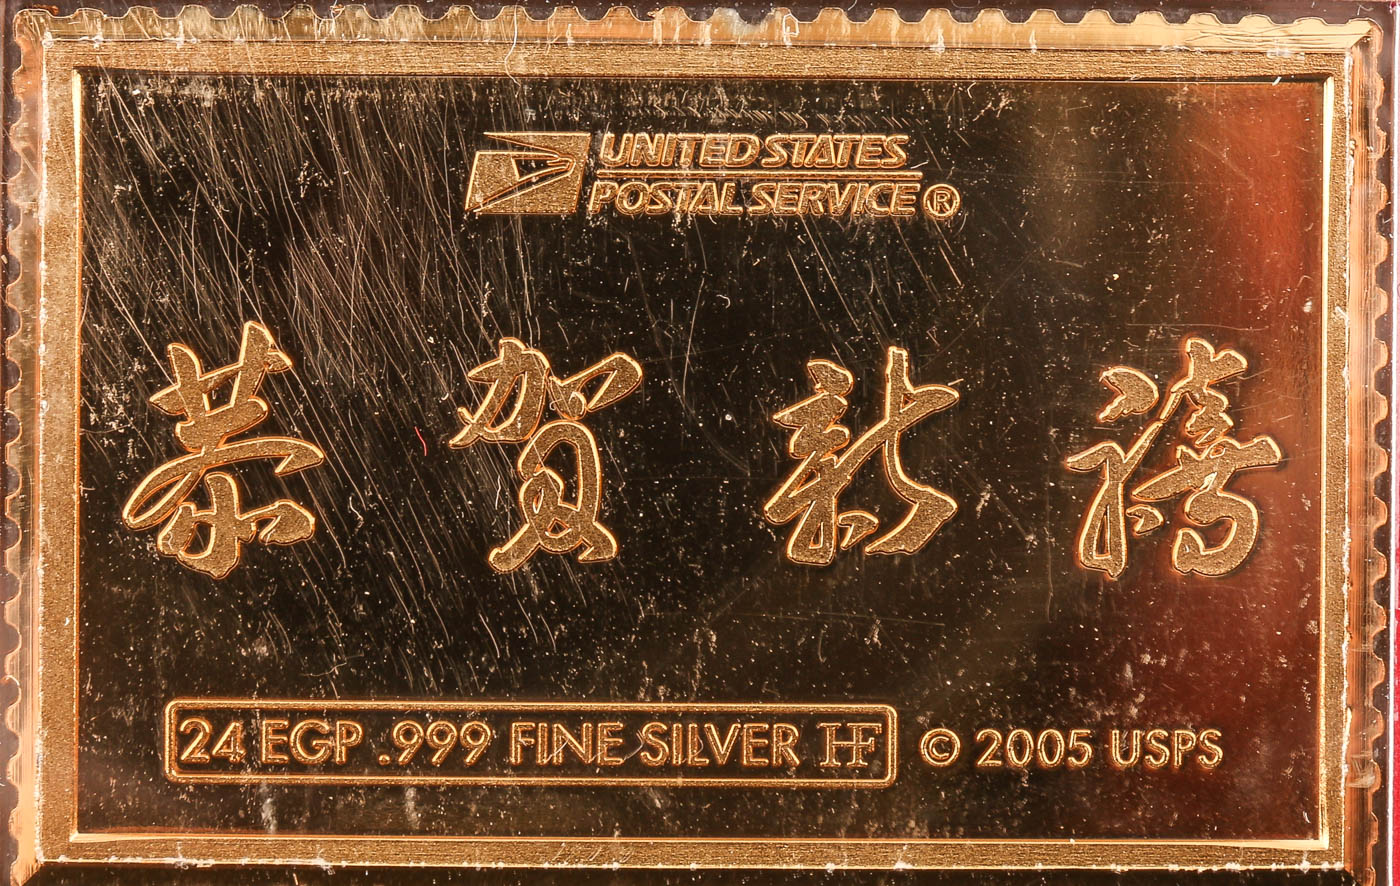 UNITED STATES
POSTAL SERVICE®
恭賀新禧
24 EGP .999 FINE SILVER HF © 2005 USPS